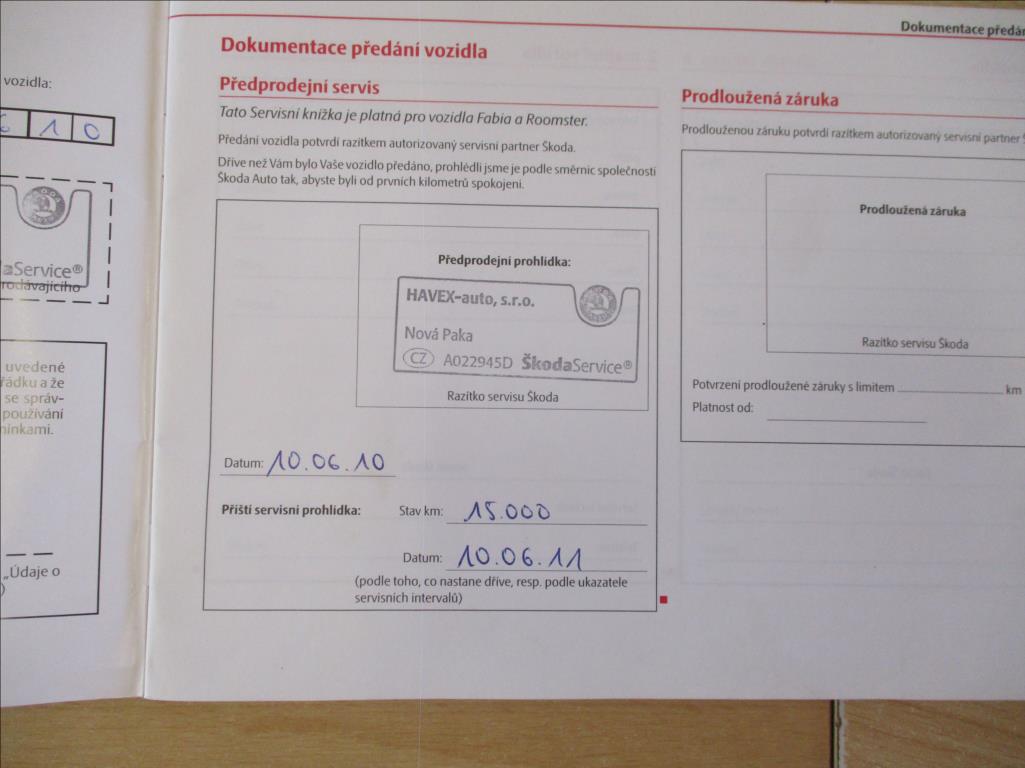 vozidla:
1 0
aService®
rodávajícího
uvedené
řádku a že
se správ-
používání
mínkami.
„Údaje o
)
Dokumentace předán
Dokumentace předání vozidla
Předprodejní servis
Tato Servisní knížka je platná pro vozidla Fabia a Roomster.
Předání vozidla potvrdí razítkem autorizovaný servisní partner Škoda.
Dříve než Vám bylo Vaše vozidlo předáno, prohlédli jsme je podle směrnic společnosti
Škoda Auto tak, abyste byli od prvních kilometrů spokojeni.
Předprodejní prohlídka:
HAVEX-auto, s.r.o.
Nová Paka
CZ A022945D ŠkodaService®
Razítko servisu Škoda
Datum: 10.06.10
Příští servisní prohlídka: Stav km: 15.000
Datum: 10.06.11
(podle toho, co nastane dříve, resp. podle ukazatele
servisních intervalů)
Prodloužená záruka
Prodlouženou záruku potvrdí razítkem autorizovaný servisní partner
Prodloužená záruka
Razítko servisu Škoda
Potvrzení prodloužené záruky s limitem km
Platnost od: